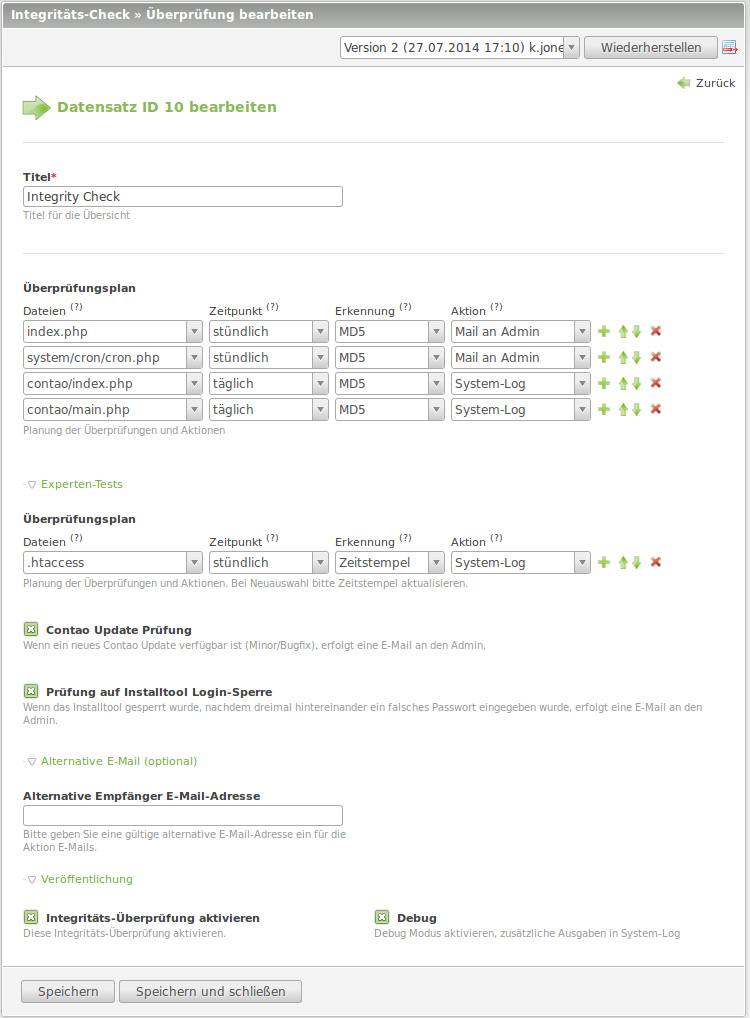 Integritäts-Check » Überprüfung bearbeiten
Version 2 (27.07.2014 17:10) k.jone Wiederherstellen
Zurück
Datensatz ID 10 bearbeiten
Titel*
Integrity Check
Titel für die Übersicht
Überprüfungsplan
Dateien (?) Zeitpunkt (?) Erkennung (?) Aktion (?)
index.php stündlich MD5 Mail an Admin
system/cron/cron.php stündlich MD5 Mail an Admin
contao/index.php täglich MD5 System-Log
contao/main.php täglich MD5 System-Log
Planung der Überprüfungen und Aktionen
Experten-Tests
Überprüfungsplan
Dateien (?) Zeitpunkt (?) Erkennung (?) Aktion (?)
.htaccess stündlich Zeitstempel System-Log
Planung der Überprüfungen und Aktionen. Bei Neuauswahl bitte Zeitstempel aktualisieren.
Contao Update Prüfung
Wenn ein neues Contao Update verfügbar ist (Minor/Bugfix), erfolgt eine E-Mail an den Admin.
Prüfung auf Installtool Login-Sperre
Wenn das Installtool gesperrt wurde, nachdem dreimal hintereinander ein falsches Passwort eingegeben wurde, erfolgt eine E-Mail an den
Admin.
Alternative E-Mail (optional)
Alternative Empfänger E-Mail-Adresse
Bitte geben Sie eine gültige alternative E-Mail-Adresse ein für die
Aktion E-Mails.
Veröffentlichung
Integritäts-Überprüfung aktivieren Debug
Diese Integritäts-Überprüfung aktivieren. Debug Modus aktivieren, zusätzliche Ausgaben in System-Log
Speichern Speichern und schließen